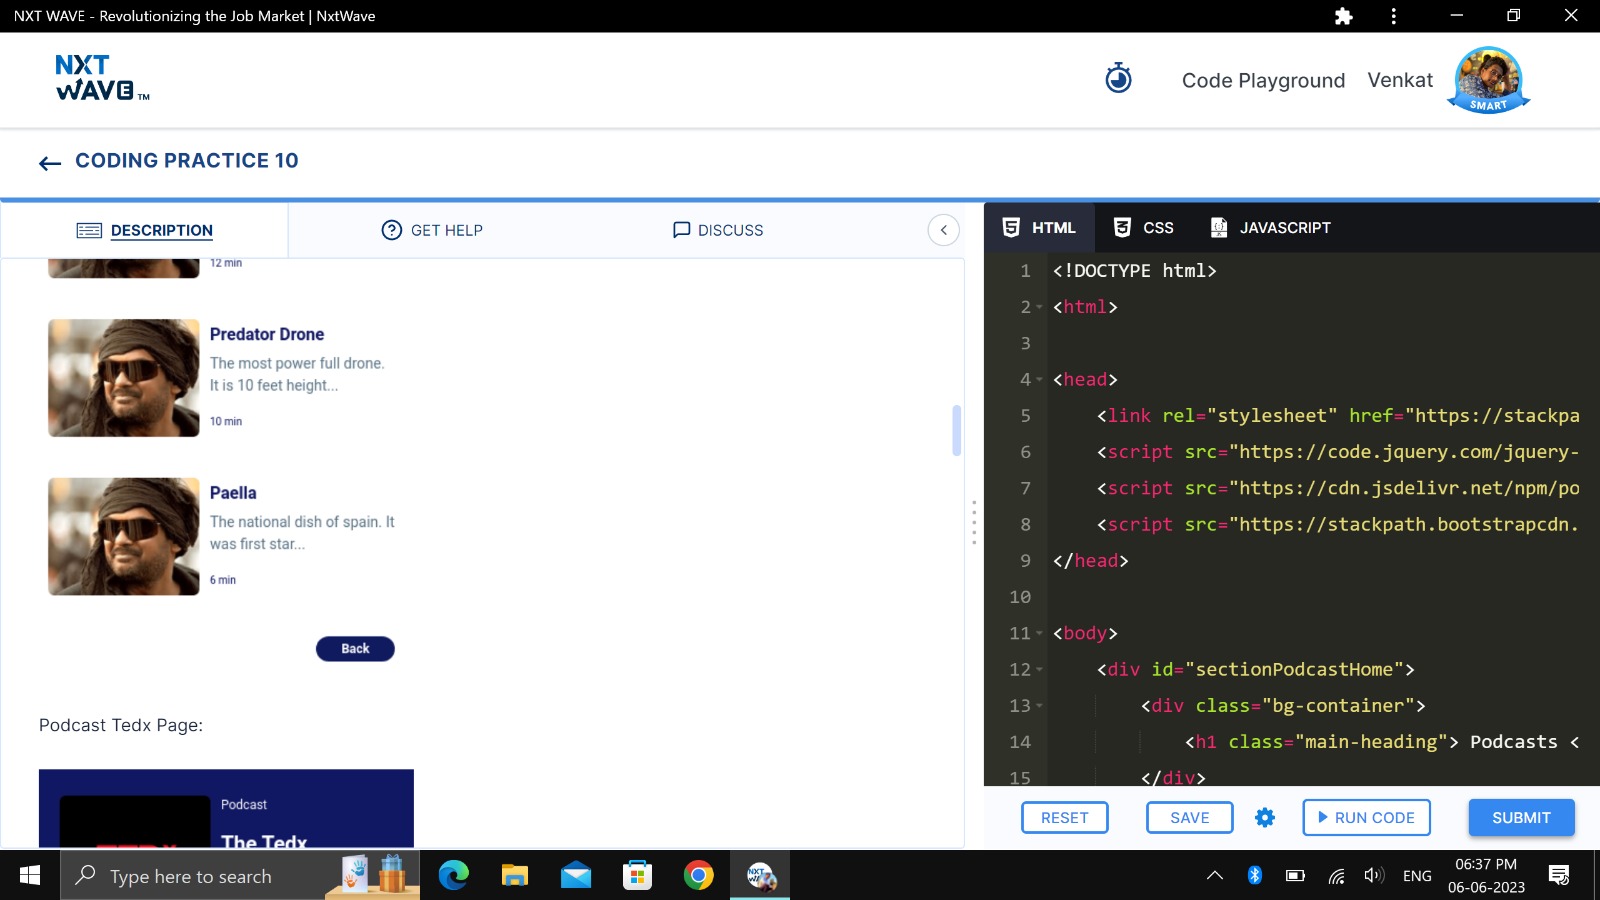 NXT WAVE - Revolutionizing the Job Market | NxtWave
NXT
WAVE TM
Code Playground
Venkat
SMART
CODING PRACTICE 10
DESCRIPTION
GET HELP
DISCUSS
12 min
Predator Drone
The most power full drone.
It is 10 feet height...
10 min
Paella
The national dish of spain. It
was first star...
6 min
Back
Podcast Tedx Page:
Podcast
The Tedx
HTML
CSS
JAVASCRIPT
1 <!DOCTYPE html>
2 <html>
3
4 <head>
5 <link rel="stylesheet" href="https://stackpa
6 <script src="https://code.jquery.com/jquery-
7 <script src="https://cdn.jsdelivr.net/npm/po
8 <script src="https://stackpath.bootstrapcdn.
9 </head>
10
11 <body>
12 <div id="sectionPodcastHome">
13 <div class="bg-container">
14 <h1 class="main-heading"> Podcasts <
15 </div>
RESET
SAVE
RUN CODE
SUBMIT
Type here to search
ENG
06:37 PM
06-06-2023